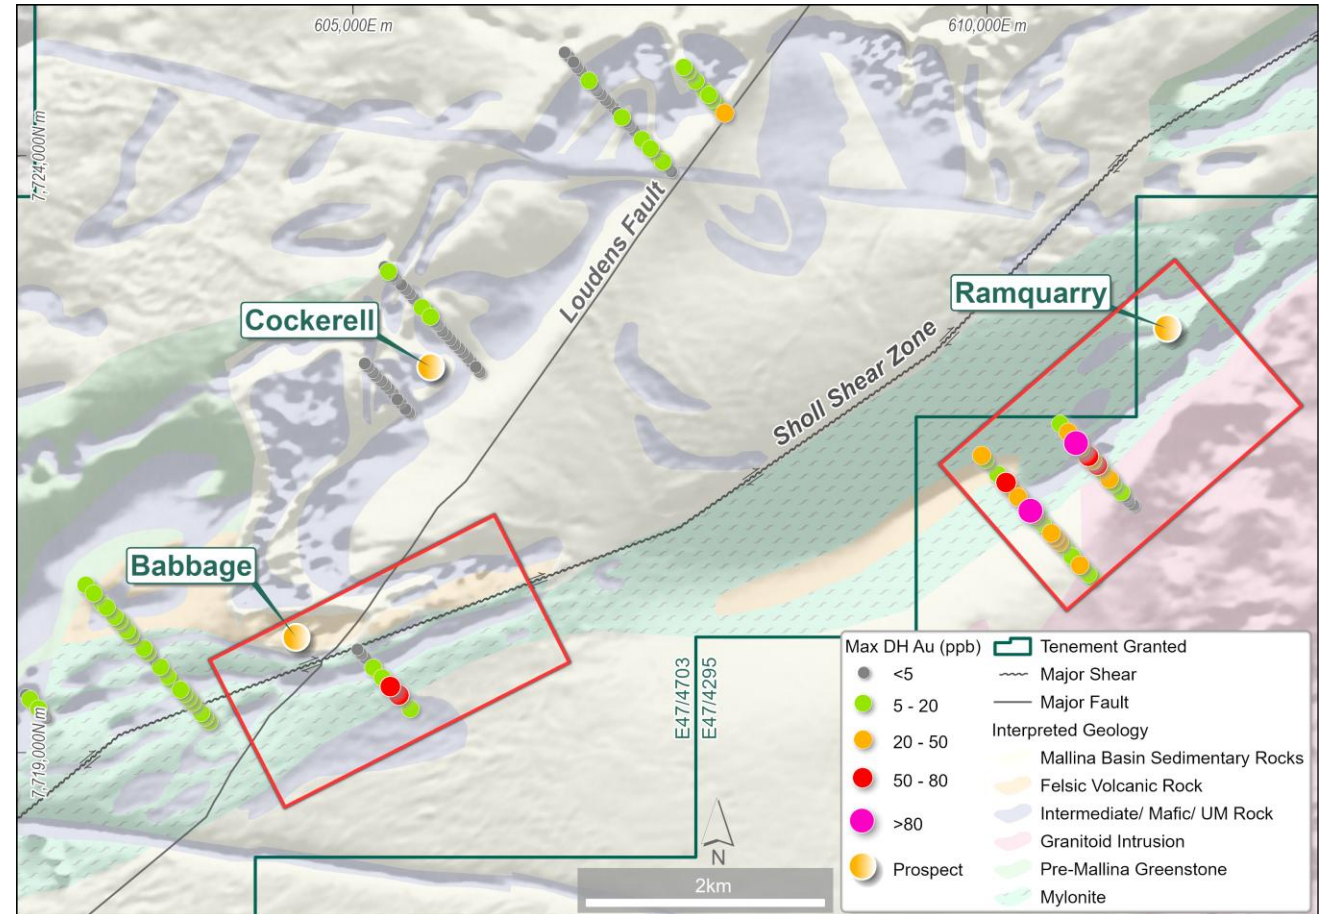 605,000E m
610,000E m
7,724,000N m
Loudens Fault
Ramquarry
Cockerell
Sholl Shear Zone
Babbage
7,719,000N m
E47/4703
E47/4295
N
2km
Max DH Au (ppb)
<5
5 - 20
20 - 50
50 - 80
>80
Prospect
Tenement Granted
Major Shear
Major Fault
Interpreted Geology
Mallina Basin Sedimentary Rocks
Felsic Volcanic Rock
Intermediate/ Mafic/ UM Rock
Granitoid Intrusion
Pre-Mallina Greenstone
Mylonite